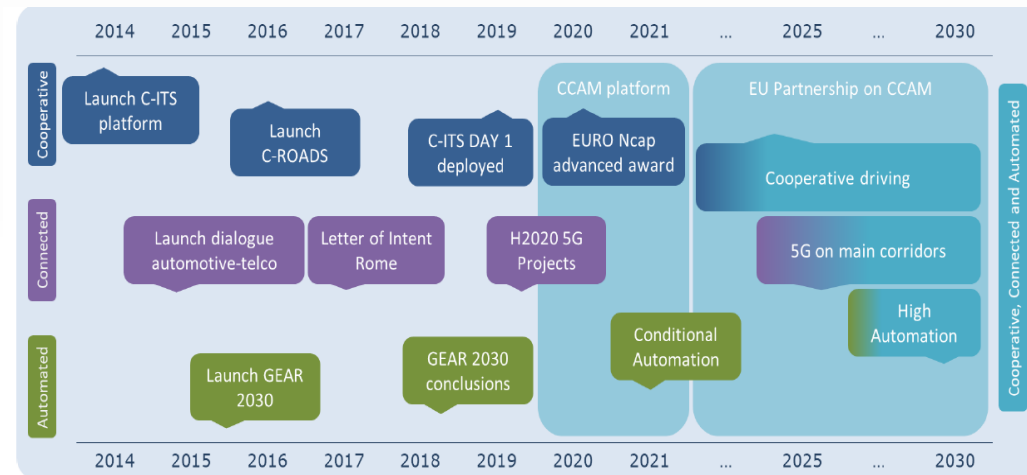 2014 2015 2016 2017 2018 2019 2020 2021 ... 2025 ... 2030
Cooperative
Launch C-ITS
platform
Launch
C-ROADS
C-ITS DAY 1
deployed
CCAM platform
EURO Ncap
advanced award
EU Partnership on CCAM
Cooperative driving
Connected
Launch dialogue
automotive-telco
Letter of Intent
Rome
H2020 5G
Projects
5G on main corridors
Automated
Launch GEAR
2030
GEAR 2030
conclusions
Conditional
Automation
High
Automation
Cooperative, Connected and Automated
2014 2015 2016 2017 2018 2019 2020 2021 ... 2025 ... 2030